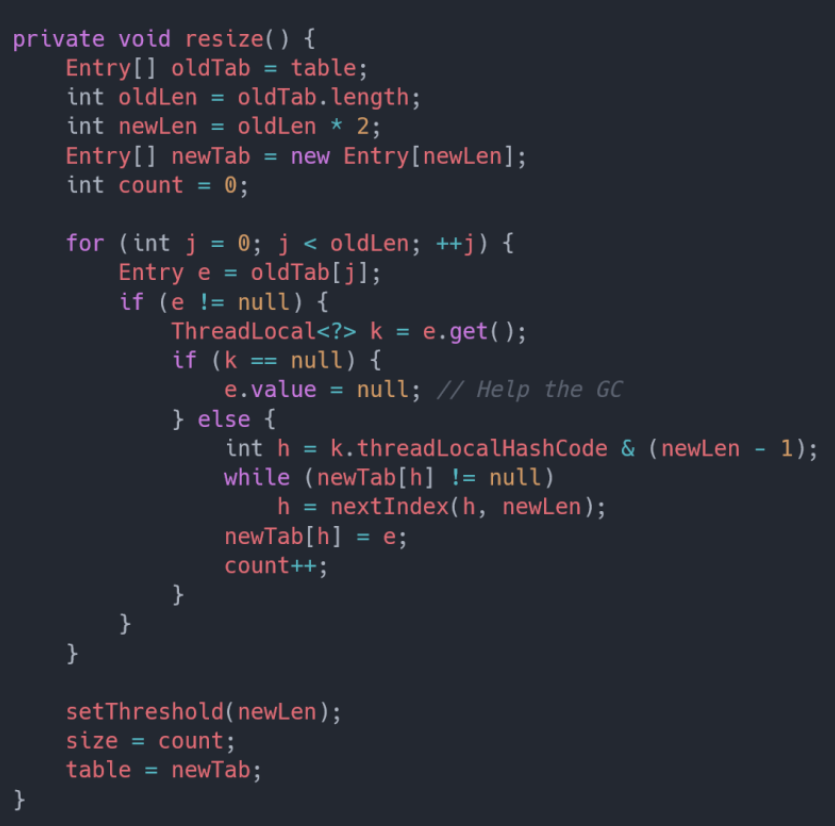 private void resize() {
    Entry[] oldTab = table;
    int oldLen = oldTab.length;
    int newLen = oldLen * 2;
    Entry[] newTab = new Entry[newLen];
    int count = 0;

    for (int j = 0; j < oldLen; ++j) {
        Entry e = oldTab[j];
        if (e != null) {
            ThreadLocal<?> k = e.get();
            if (k == null) {
                e.value = null; // Help the GC
            } else {
                int h = k.threadLocalHashCode & (newLen - 1);
                while (newTab[h] != null)
                    h = nextIndex(h, newLen);
                newTab[h] = e;
                count++;
            }
        }
    }

    setThreshold(newLen);
    size = count;
    table = newTab;
}